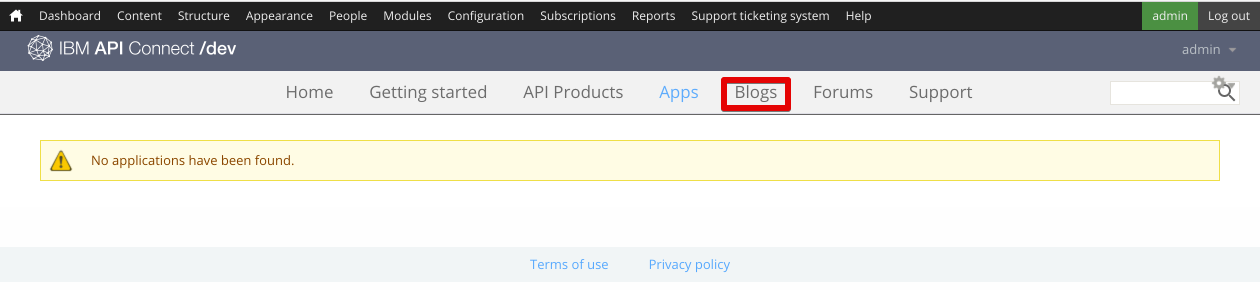 Dashboard Content Structure Appearance People Modules Configuration Subscriptions Reports Support ticketing system Help admin Log out
IBM API Connect /dev admin
Home Getting started API Products Apps Blogs Forums Support
No applications have been found.
Terms of use Privacy policy